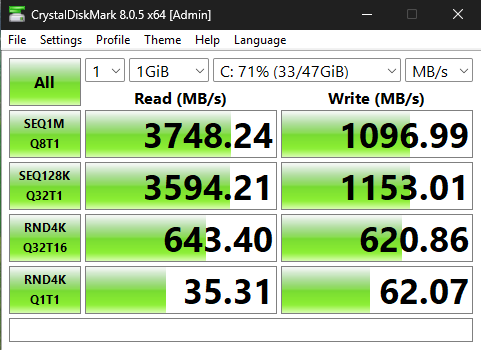 CrystalDiskMark 8.0.5 x64 [Admin]
File Settings Profile Theme Help Language
All 1 1GiB C: 71% (33/47GiB) MB/s
Read (MB/s) Write (MB/s)
SEQ1M
Q8T1 3748.24 1096.99
SEQ128K
Q32T1 3594.21 1153.01
RND4K
Q32T16 643.40 620.86
RND4K
Q1T1 35.31 62.07